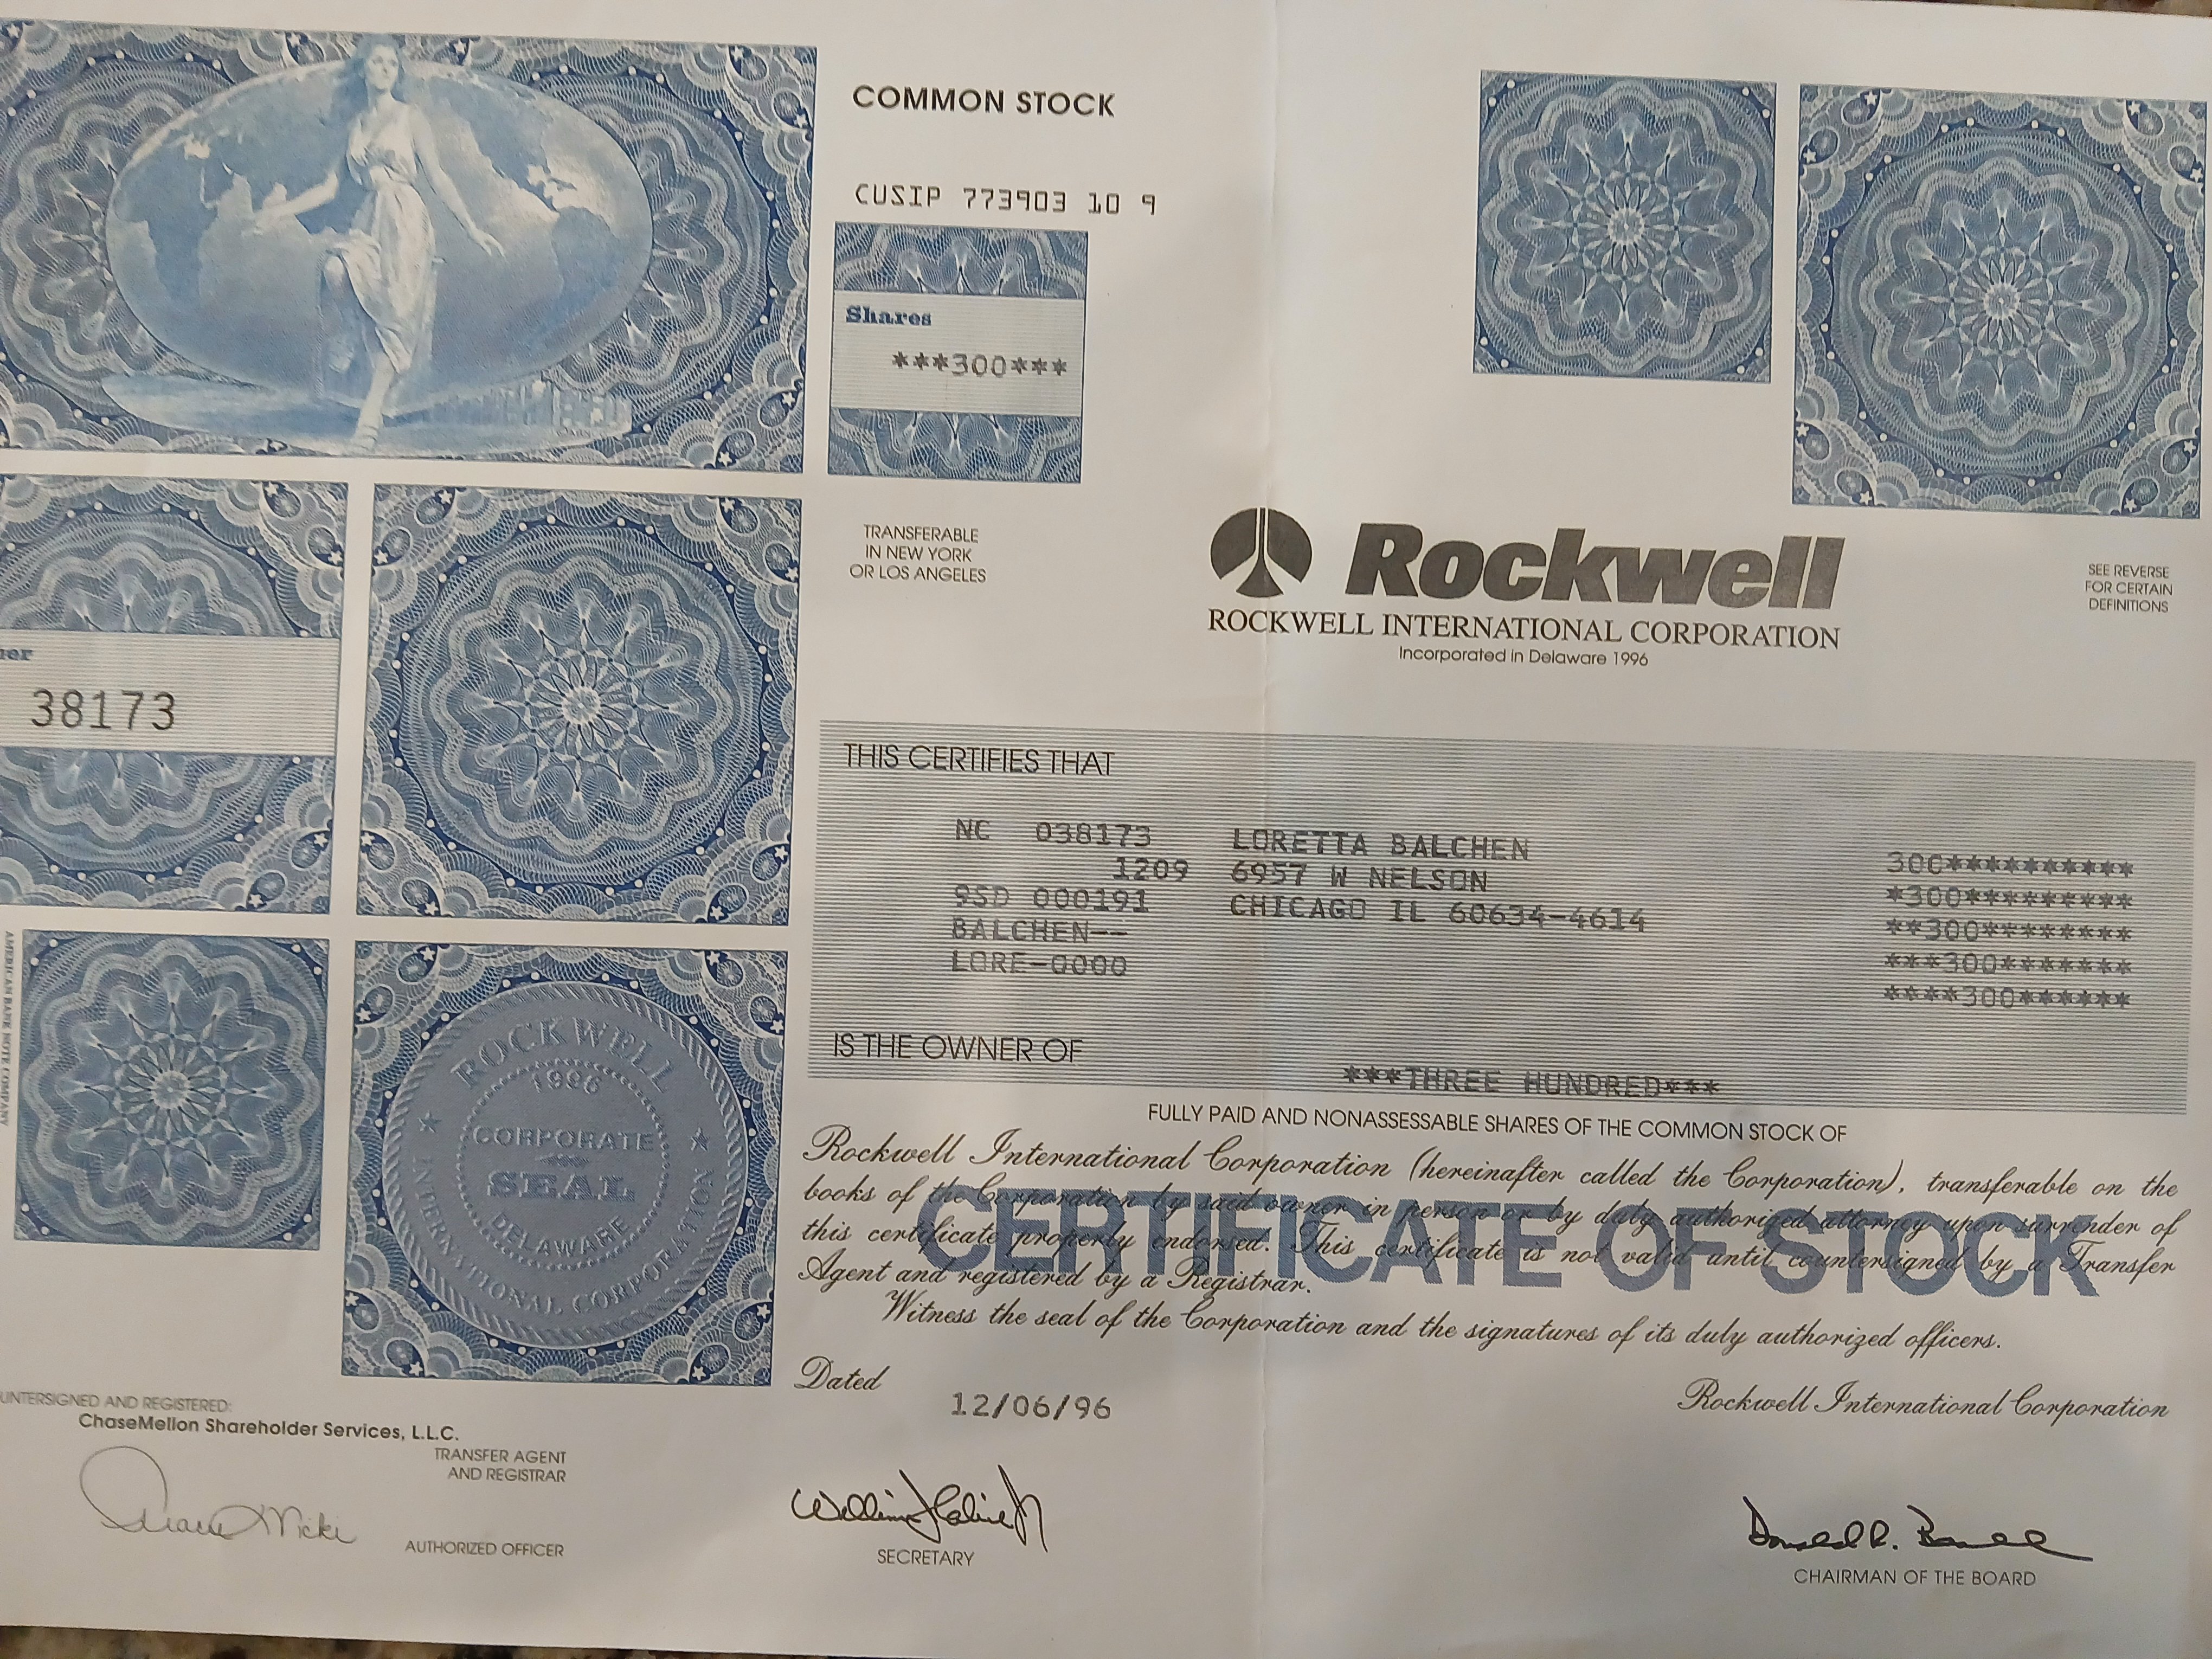 COMMON STOCK
CUSIP 773903 10 9
Shares
***300***
TRANSFERABLE
IN NEW YORK
OR LOS ANGELES
Rockwell
ROCKWELL INTERNATIONAL CORPORATION
Incorporated in Delaware 1996
SEE REVERSE
FOR CERTAIN
DEFINITIONS
38173
THIS CERTIFIES THAT
NC 038173 LORETTA BALCHEN 300**********
1209 6957 W NELSON *300*********
9SD 000191 CHICAGO IL 60634-4614 **300********
BALCHEN-- ***300*******
LORE-0000 ****300******
IS THE OWNER OF
***THREE HUNDRED***
FULLY PAID AND NONASSESSABLE SHARES OF THE COMMON STOCK OF
Rockwell International Corporation (hereinafter called the Corporation), transferable on the
books of the Corporation by said owner in person or by duly authorized attorney upon surrender of
this certificate properly endorsed. This certificate is not valid until countersigned by a Transfer
Agent and registered by a Registrar.
CERTIFICATE OF STOCK
Witness the seal of the Corporation and the signatures of its duly authorized officers.
Dated
12/06/96
Rockwell International Corporation
AMERICAN BANK NOTE COMPANY
ROCKWELL
1996
CORPORATE
SEAL
DELAWARE
INTERNATIONAL CORPORATION
UNTERSIGNED AND REGISTERED:
ChaseMellon Shareholder Services, L.L.C.
TRANSFER AGENT
AND REGISTRAR
AUTHORIZED OFFICER
SECRETARY
CHAIRMAN OF THE BOARD